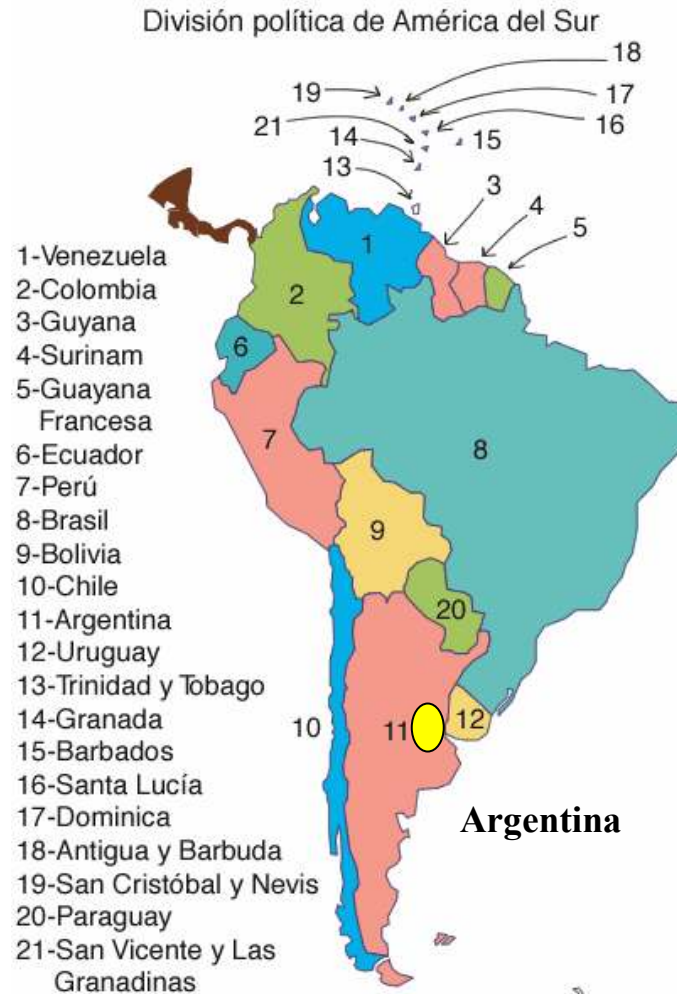 División política de América del Sur
18
19
17
21
16
14
15
13
3
4
5
1
2
6
7
8
9
20
10
11
12
Argentina
1-Venezuela
2-Colombia
3-Guyana
4-Surinam
5-Guayana
Francesa
6-Ecuador
7-Perú
8-Brasil
9-Bolivia
10-Chile
11-Argentina
12-Uruguay
13-Trinidad y Tobago
14-Granada
15-Barbados
16-Santa Lucía
17-Dominica
18-Antigua y Barbuda
19-San Cristóbal y Nevis
20-Paraguay
21-San Vicente y Las
Granadinas